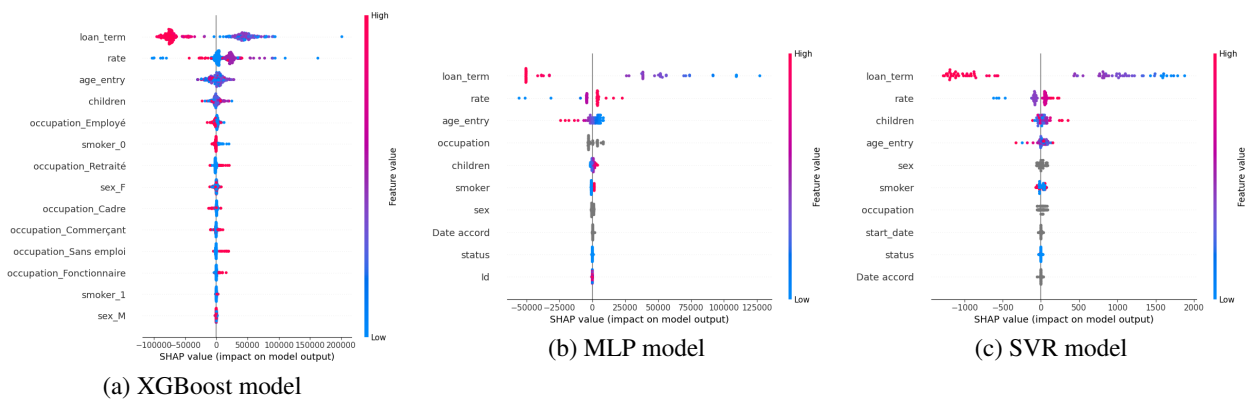 High
loan_term
rate
age_entry
children
occupation_Employé
smoker_0
occupation_Retraité
sex_F
occupation_Cadre
occupation_Commerçant
occupation_Sans emploi
occupation_Fonctionnaire
smoker_1
sex_M
Feature value
Low
−100000 −50000 0 50000 100000 150000 200000
SHAP value (impact on model output)
(a) XGBoost model
High
loan_term
rate
age_entry
occupation
children
smoker
sex
Date accord
status
Id
Feature value
Low
−50000 −25000 0 25000 50000 75000 100000 125000
SHAP value (impact on model output)
(b) MLP model
High
loan_term
rate
children
age_entry
sex
smoker
occupation
start_date
status
Date accord
Feature value
Low
−1000 −500 0 500 1000 1500 2000
SHAP value (impact on model output)
(c) SVR model